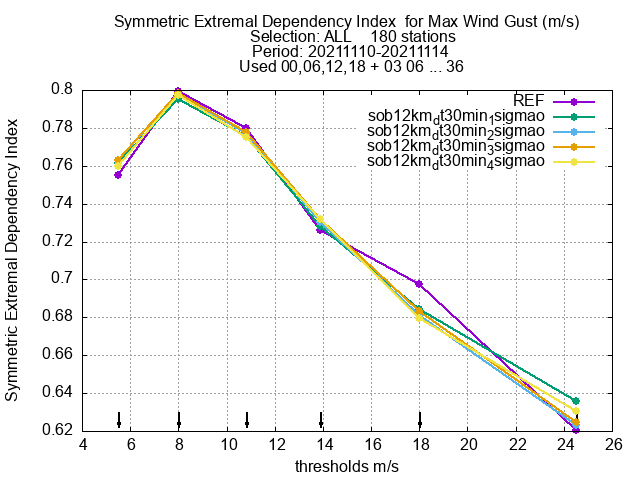 Symmetric Extremal Dependency Index  for Max Wind Gust (m/s)
Selection: ALL    180 stations
Period: 20211110-20211114
Used 00,06,12,18 + 03 06 ... 36
REF
sob12km_dt30min_1sigmao
sob12km_dt30min_2sigmao
sob12km_dt30min_3sigmao
sob12km_dt30min_4sigmao
Symmetric Extremal Dependency Index
0.8
0.78
0.76
0.74
0.72
0.7
0.68
0.66
0.64
0.62
4 6 8 10 12 14 16 18 20 22 24 26
thresholds m/s